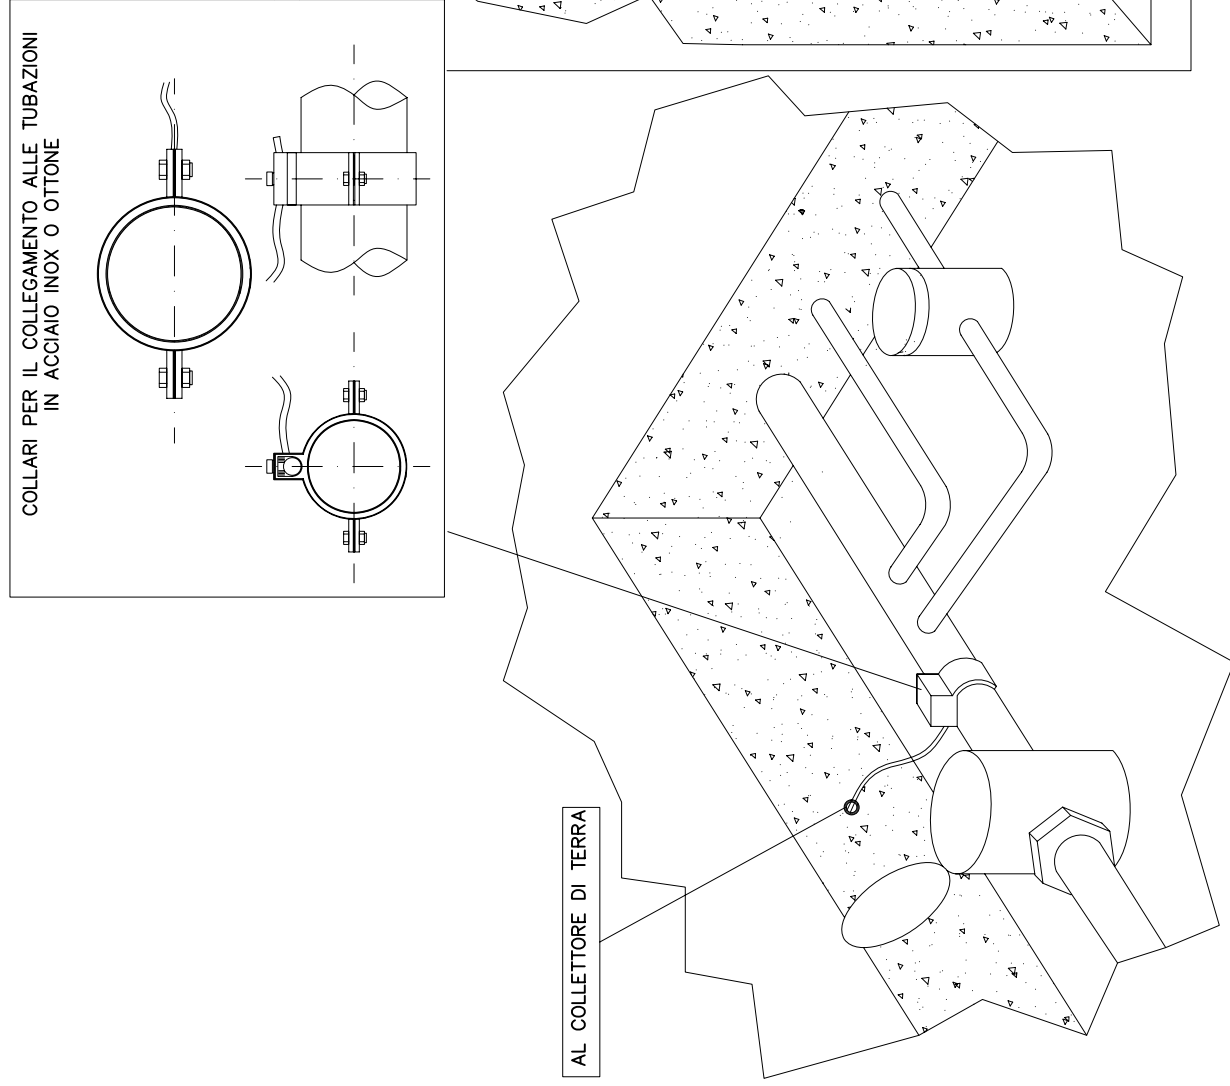 COLLARI PER IL COLLEGAMENTO ALLE TUBAZIONI
IN ACCIAIO INOX O OTTONE
AL COLLETTORE DI TERRA